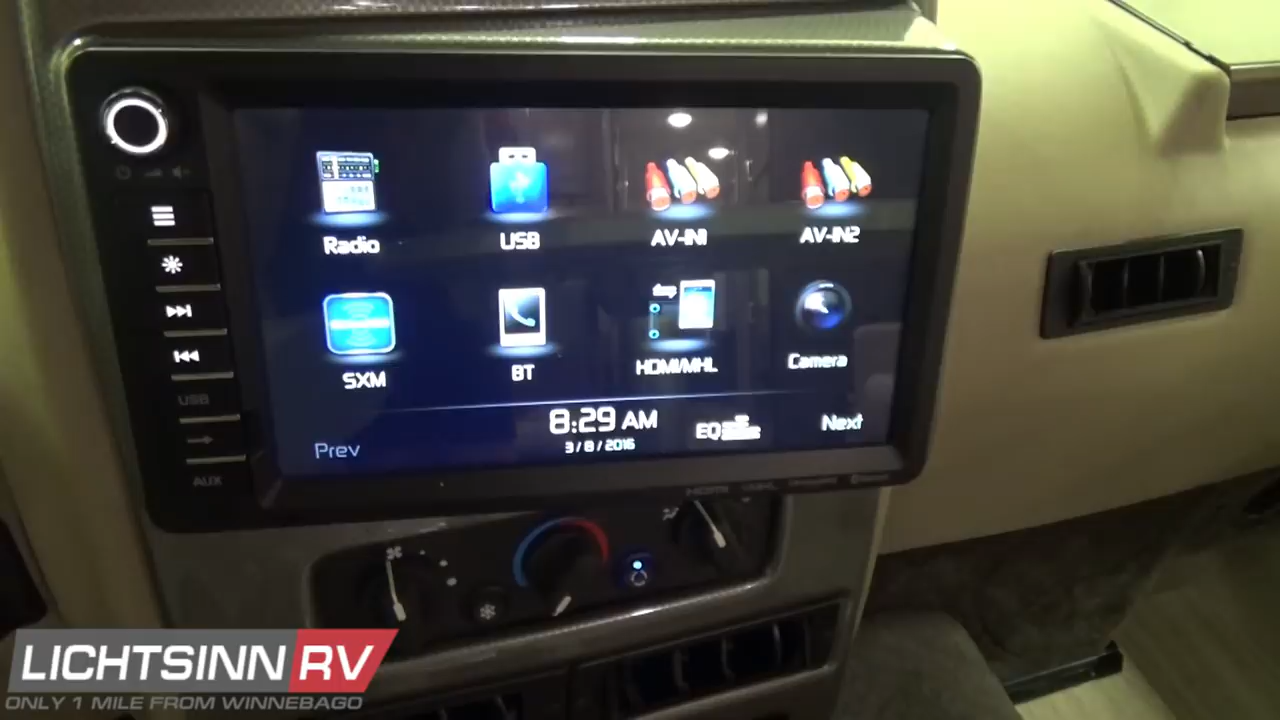 Radio
USB
AV-IN1
AV-IN2
SXM
BT
HDMI/MHL
Camera
Prev
8:29 AM
3/8/2016
EQ
Next
USB
AUX
LICHTSINN RV
ONLY 1 MILE FROM WINNEBAGO